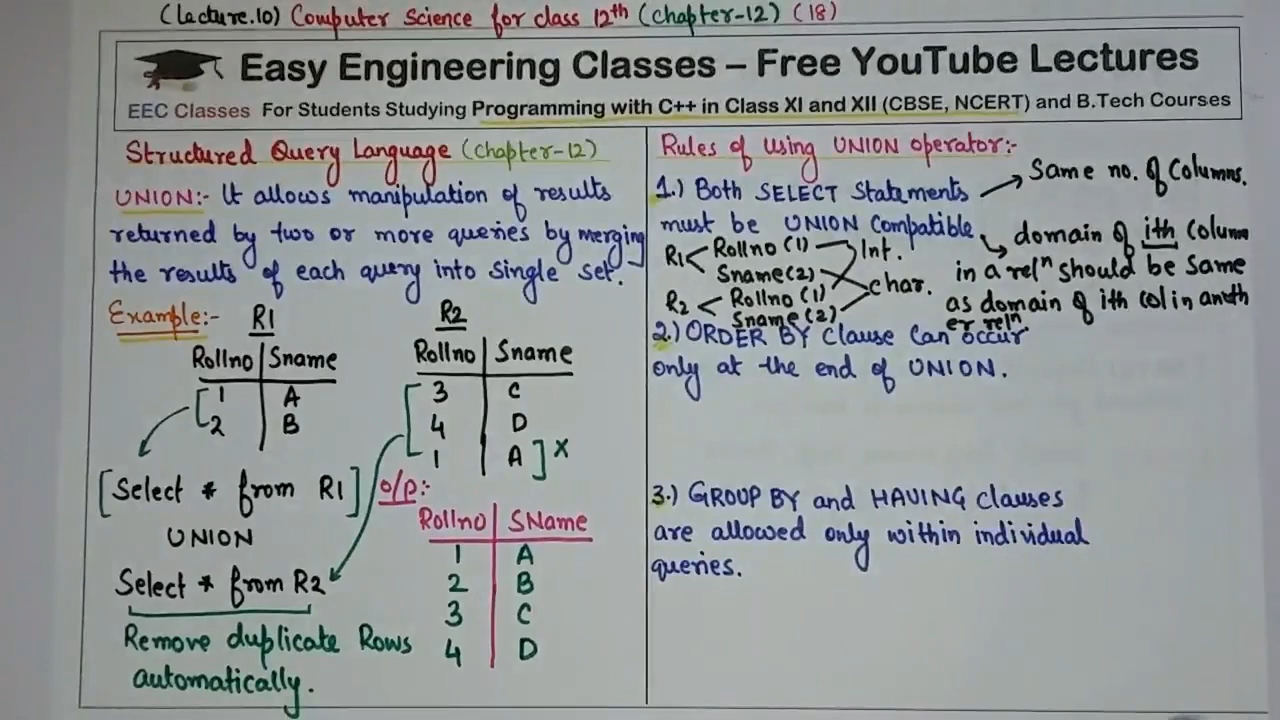 (Lecture.10) Computer Science for class 12th (chapter-12) (18)
Easy Engineering Classes – Free YouTube Lectures
EEC Classes For Students Studying Programming with C++ in Class XI and XII (CBSE, NCERT) and B.Tech Courses
Structured Query Language (chapter-12)
UNION:- It allows manipulation of results
returned by two or more queries by merging
the results of each query into single set.
Example:-
R1
Rollno Sname
1 A
2 B
R2
Rollno Sname
3 C
4 D
1 A ] x
[Select * from R1]
UNION
Select * from R2
Remove duplicate Rows
automatically.
o/p:-
Rollno SName
1 A
2 B
3 C
4 D
Rules of using UNION operator:-
1.) Both SELECT Statements
must be UNION Compatible
Same no. of Columns.
domain of ith Column
in a relⁿ should be same
as domain of ith col in anoth
er relⁿ
R1 < Rollno (1)
Sname (2)
R2 < Rollno (1)
Sname (2)
Int.
char.
2.) ORDER BY Clause Can occur
only at the end of UNION.
3.) GROUP BY and HAVING clauses
are allowed only within individual
queries.